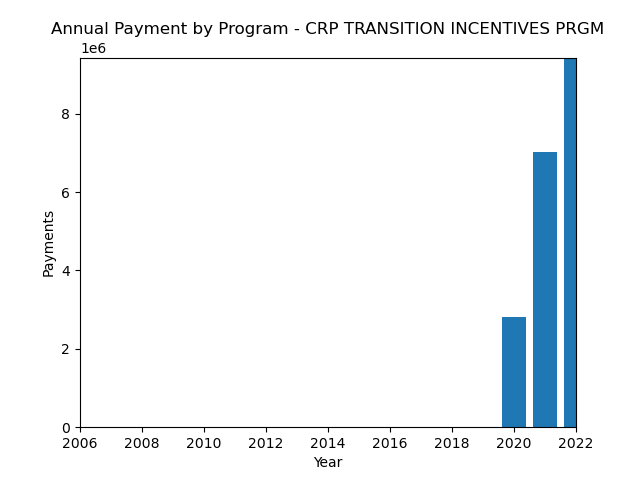 Annual Payment by Program - CRP TRANSITION INCENTIVES PRGM
1e6
8
6
4
2
0
Payments
2006 2008 2010 2012 2014 2016 2018 2020 2022
Year